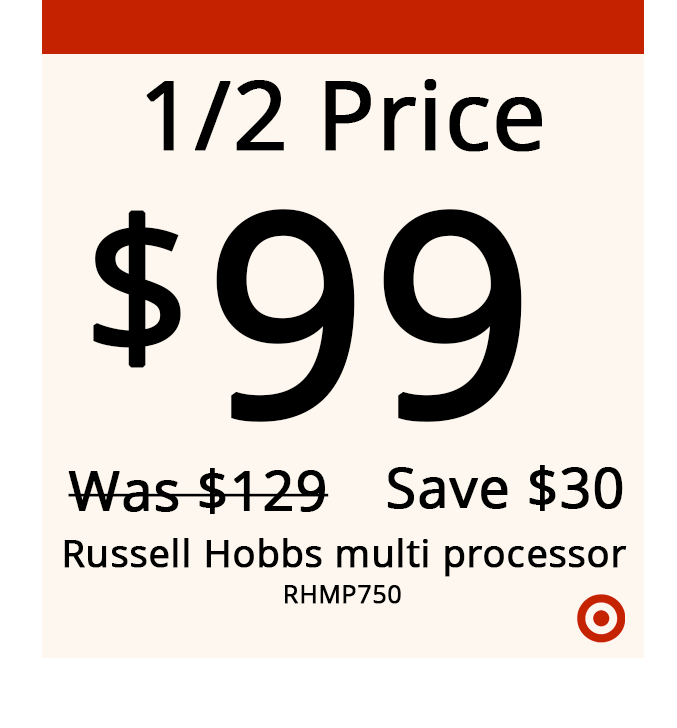 1/2 Price
$99
Was $129 Save $30
Russell Hobbs multi processor
RHMP750